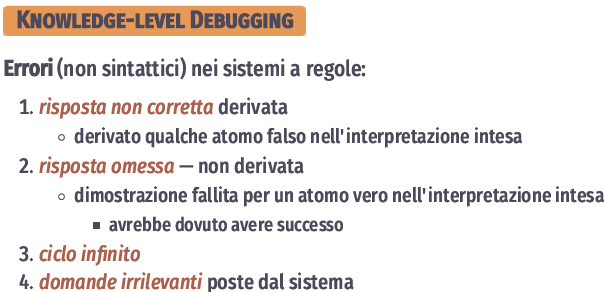 KNOWLEDGE-LEVEL DEBUGGING
Errori (non sintattici) nei sistemi a regole:
1. risposta non corretta derivata
◦ derivato qualche atomo falso nell'interpretazione intesa
2. risposta omessa — non derivata
◦ dimostrazione fallita per un atomo vero nell'interpretazione intesa
▪ avrebbe dovuto avere successo
3. ciclo infinito
4. domande irrilevanti poste dal sistema